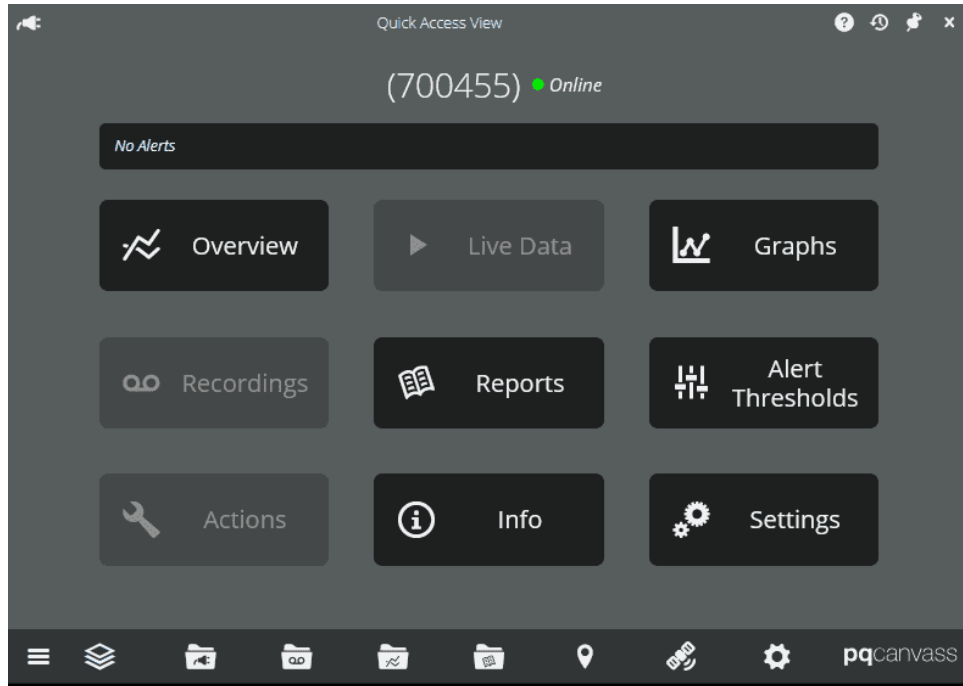 Quick Access View
(700455) Online
No Alerts
Overview
Live Data
Graphs
Recordings
Reports
Alert
Thresholds
Actions
Info
Settings
pqcanvass